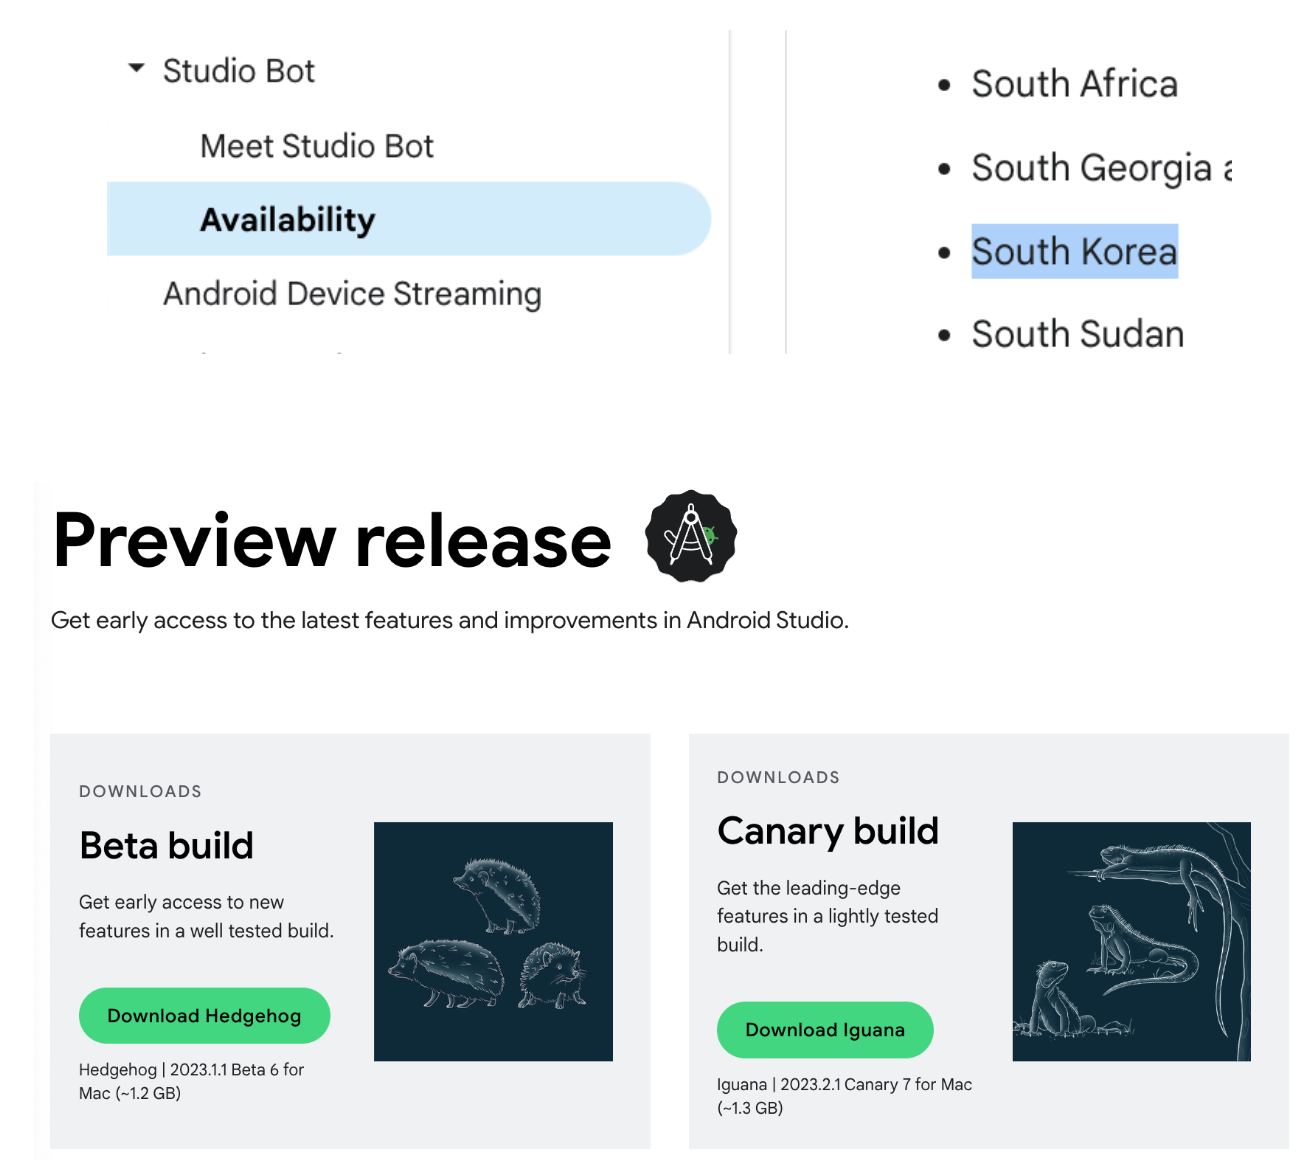 Studio Bot
Meet Studio Bot
Availability
Android Device Streaming
South Africa
South Georgia
South Korea
South Sudan
Preview release
Get early access to the latest features and improvements in Android Studio.
DOWNLOADS
Beta build
Get early access to new
features in a well tested build.
Download Hedgehog
Hedgehog | 2023.1.1 Beta 6 for
Mac (~1.2 GB)
DOWNLOADS
Canary build
Get the leading-edge
features in a lightly tested
build.
Download Iguana
Iguana | 2023.2.1 Canary 7 for Mac
(~1.3 GB)